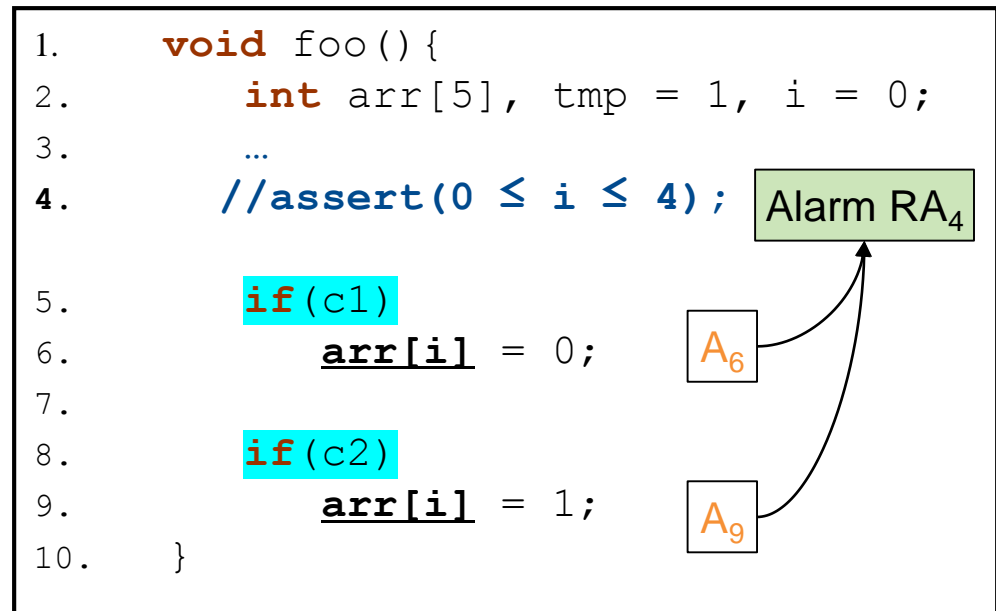 1. void foo(){
2. int arr[5], tmp = 1, i = 0;
3. …
4. //assert(0 ≤ i ≤ 4); Alarm RA₄
5. if(c1)
6. arr[i] = 0; A₆
7.
8. if(c2)
9. arr[i] = 1; A₉
10. }